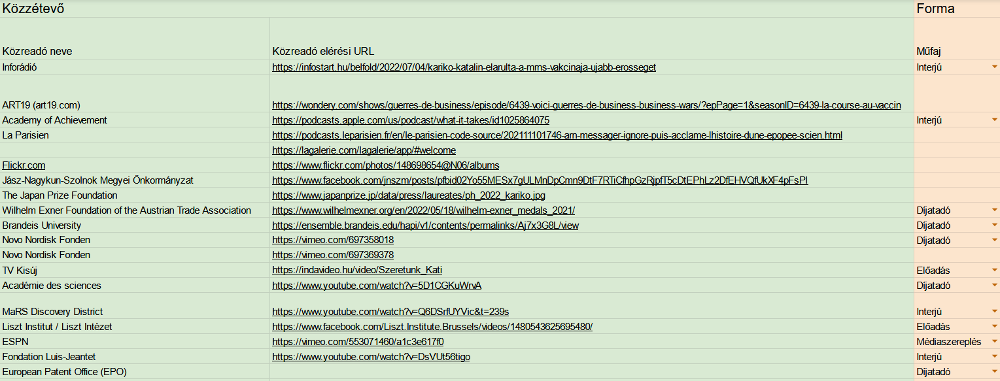 Közzétevő Forma
Közreadó neve Közreadó elérési URL Műfaj
Inforádió https://infostart.hu/belfold/2022/07/04/kariko-katalin-elarulta-a-mrns-vakcinaja-ujabb-erosseget Interjú
ART19 (art19.com) https://wondery.com/shows/guerres-de-business/episode/6439-voici-guerres-de-business-business-wars/?epPage=1&seasonID=6439-la-course-au-vaccin
Academy of Achievement https://podcasts.apple.com/us/podcast/what-it-takes/id1025864075 Interjú
La Parisien https://podcasts.leparisien.fr/en/le-parisien-code-source/202111101746-arn-messager-ignore-puis-acclame-lhistoire-dune-epopee-scien.html
https://lagalerie.com/lagalerie/app/#welcome
Flickr.com https://www.flickr.com/photos/148698654@N06/albums
Jász-Nagykun-Szolnok Megyei Önkormányzat https://www.facebook.com/jnszm/posts/pfbid02Yo55MESx7gULMnDpCmn9DtF7RTiCfhpGzRjpfT5cDtEPhLz2DfEHVQfUkXF4pFsPl
The Japan Prize Foundation https://www.japanprize.jp/data/press/laureates/ph_2022_kariko.jpg
Wilhelm Exner Foundation of the Austrian Trade Association https://www.wilhelmexner.org/en/2022/05/18/wilhelm-exner_medals_2021/ Díjatadó
Brandeis University https://ensemble.brandeis.edu/hapi/v1/contents/permalinks/Aj7x3G8L/view Díjatadó
Novo Nordisk Fonden https://vimeo.com/697358018 Díjatadó
Novo Nordisk Fonden https://vimeo.com/697369378
TV Kisúj https://indavideo.hu/video/Szeretunk_Kati Előadás
Académie des sciences https://www.youtube.com/watch?v=5D1CGKuWrvA Díjatadó
MaRS Discovery District https://www.youtube.com/watch?v=Q6DSrfUYVic&t=239s Interjú
Liszt Institut / Liszt Intézet https://www.facebook.com/Liszt.Institute.Brussels/videos/1480543625695480/ Előadás
ESPN https://vimeo.com/553071460/a1c3e617f0 Médiaszereplés
Fondation Luis-Jeantet https://www.youtube.com/watch?v=DsVUt56tigo Interjú
European Patent Office (EPO) Díjatadó